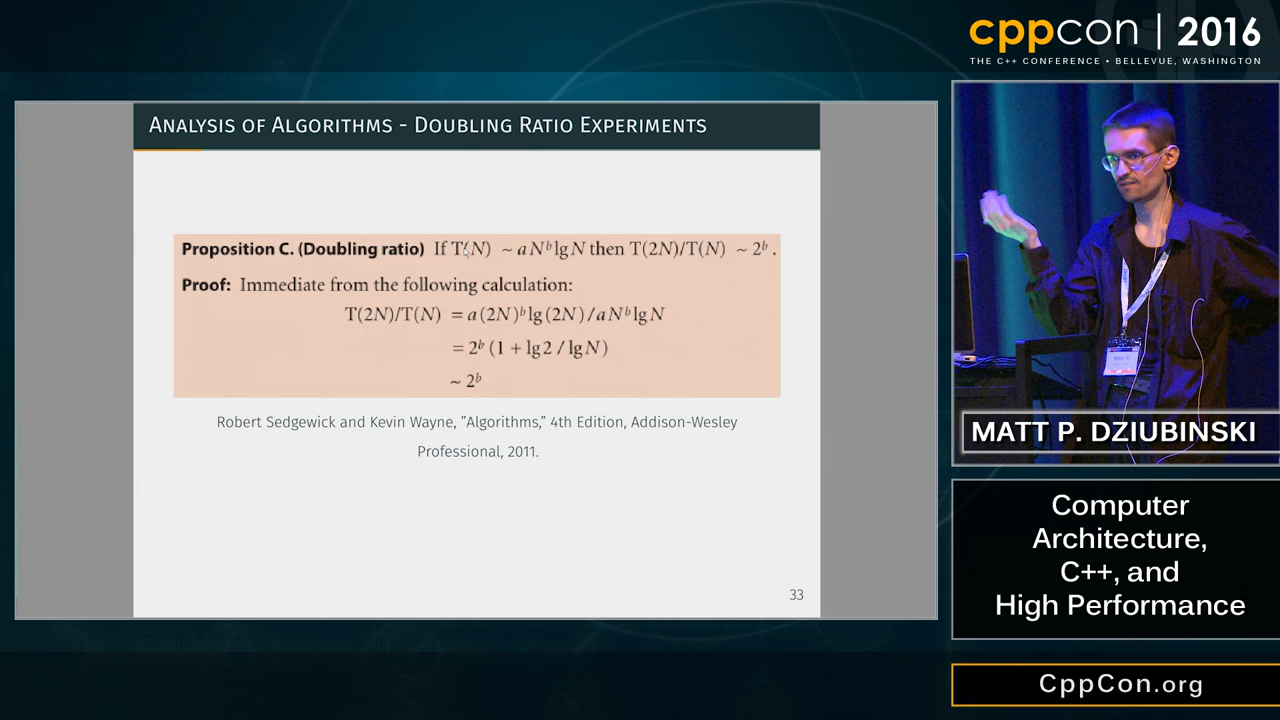 cppcon | 2016
THE C++ CONFERENCE • BELLEVUE, WASHINGTON
ANALYSIS OF ALGORITHMS - DOUBLING RATIO EXPERIMENTS
Proposition C. (Doubling ratio) If T(N) ~ a N^b lg N then T(2N)/T(N) ~ 2^b .
Proof: Immediate from the following calculation:
T(2N)/T(N) = a (2N)^b lg (2N) / a N^b lg N
= 2^b (1 + lg 2 / lg N)
~ 2^b
Robert Sedgewick and Kevin Wayne, ”Algorithms,” 4th Edition, Addison-Wesley
Professional, 2011.
33
Matt P.
MATT P. DZIUBINSKI
Computer
Architecture,
C++, and
High Performance
CppCon.org